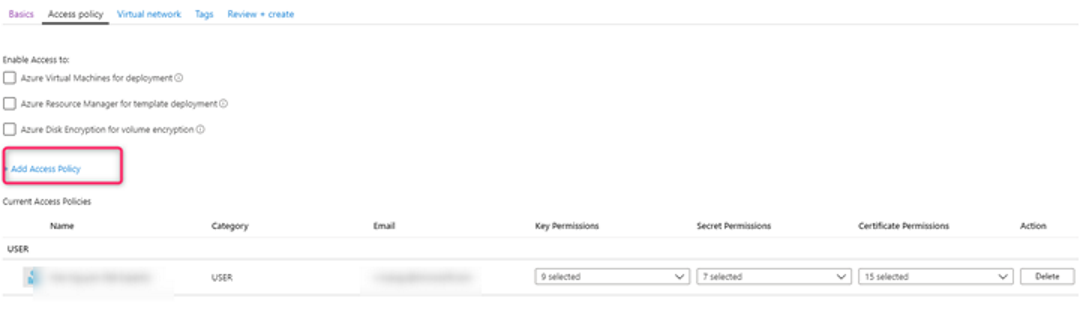 Basics Access policy Virtual network Tags Review + create
Enable Access to:
Azure Virtual Machines for deployment
Azure Resource Manager for template deployment
Azure Disk Encryption for volume encryption
+ Add Access Policy
Current Access Policies
Name Category Email Key Permissions Secret Permissions Certificate Permissions Action
USER
USER 9 selected 7 selected 15 selected Delete